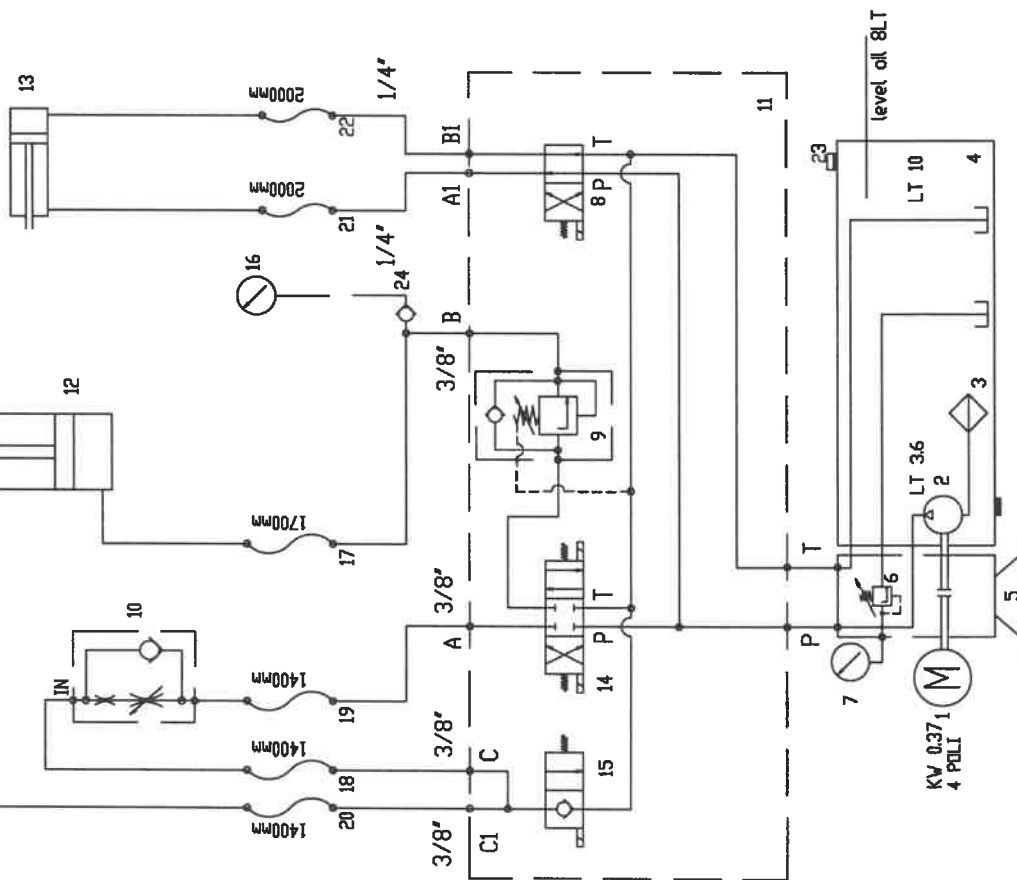 13
2000mm
22
1/4"
2000mm
21
16
1/4"
24
12
1700mm
17
10
IN
1400mm
19
1400mm
18
1400mm
20
B1
A1
B
3/8"
A
3/8"
C
3/8"
C1
3/8"
11
T
P
8
9
T
P
14
15
T
P
7
6
5
M
1
KW 0.37
4 POLI
LT 3.6
2
3
23
LT 10
4
level oil 8LT